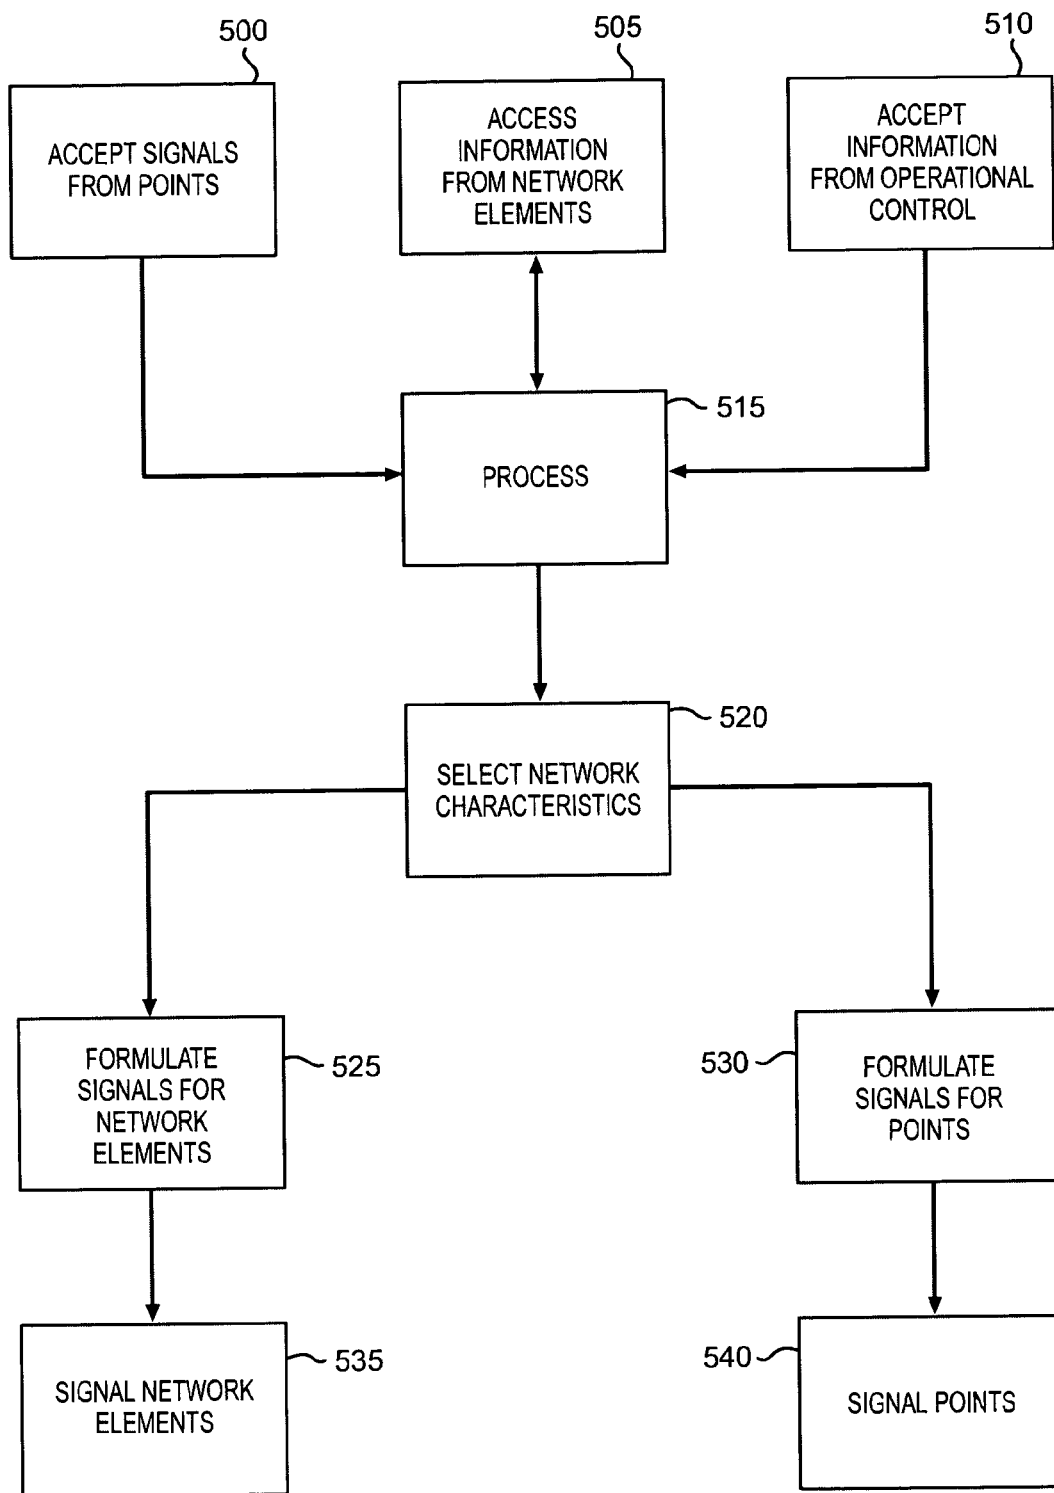 500
505
510
ACCEPT SIGNALS
FROM POINTS
ACCESS
INFORMATION
FROM NETWORK
ELEMENTS
ACCEPT
INFORMATION
FROM OPERATIONAL
CONTROL
515
PROCESS
520
SELECT NETWORK
CHARACTERISTICS
FORMULATE
SIGNALS FOR
NETWORK
ELEMENTS
525
530
FORMULATE
SIGNALS FOR
POINTS
SIGNAL NETWORK
ELEMENTS
535
540
SIGNAL POINTS